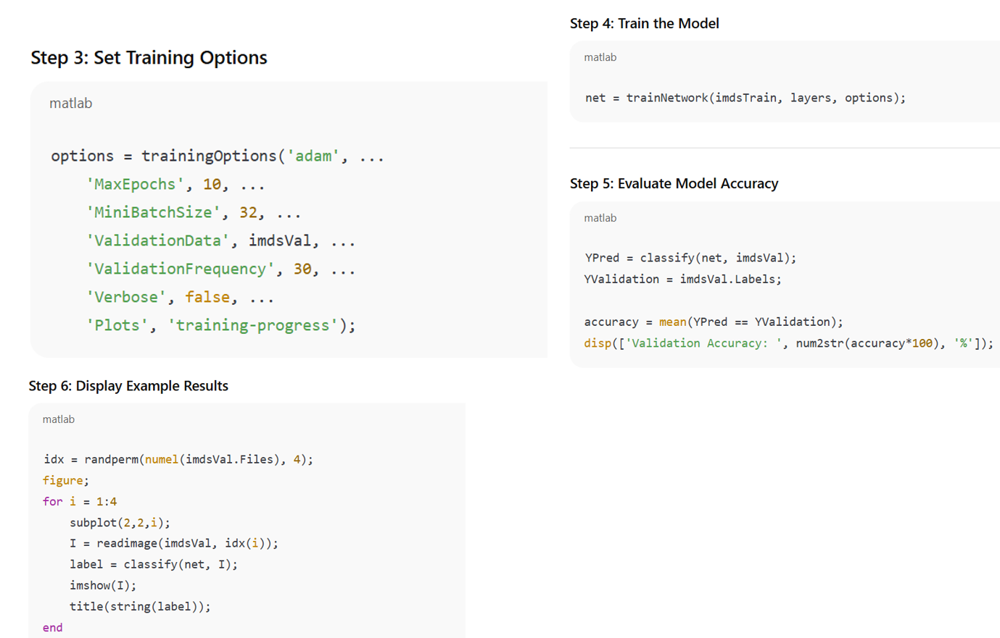 Step 3: Set Training Options
matlab
options = trainingOptions('adam', ...
    'MaxEpochs', 10, ...
    'MiniBatchSize', 32, ...
    'ValidationData', imdsVal, ...
    'ValidationFrequency', 30, ...
    'Verbose', false, ...
    'Plots', 'training-progress');
Step 4: Train the Model
matlab
net = trainNetwork(imdsTrain, layers, options);
Step 5: Evaluate Model Accuracy
matlab
YPred = classify(net, imdsVal);
YValidation = imdsVal.Labels;
accuracy = mean(YPred == YValidation);
disp(['Validation Accuracy: ', num2str(accuracy*100), '%']);
Step 6: Display Example Results
matlab
idx = randperm(numel(imdsVal.Files), 4);
figure;
for i = 1:4
    subplot(2,2,i);
    I = readimage(imdsVal, idx(i));
    label = classify(net, I);
    imshow(I);
    title(string(label));
end